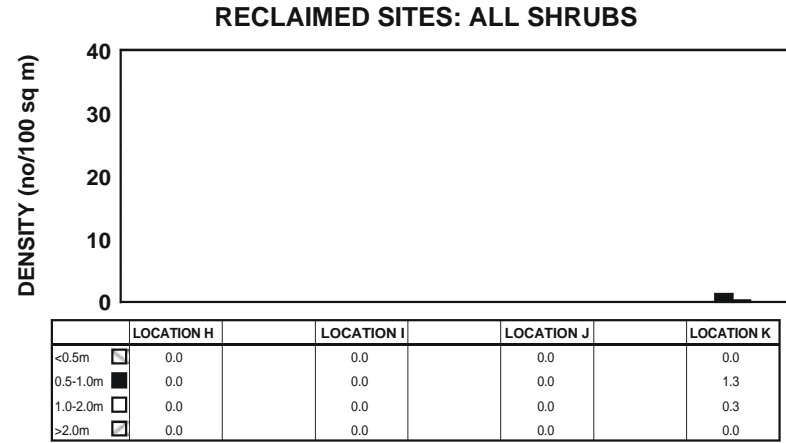 RECLAIMED SITES: ALL SHRUBS
DENSITY (no/100 sq m)
40
30
20
10
0
LOCATION H LOCATION I LOCATION J LOCATION K
<0.5m 0.0 0.0 0.0 0.0
0.5-1.0m 0.0 0.0 0.0 1.3
1.0-2.0m 0.0 0.0 0.0 0.3
>2.0m 0.0 0.0 0.0 0.0